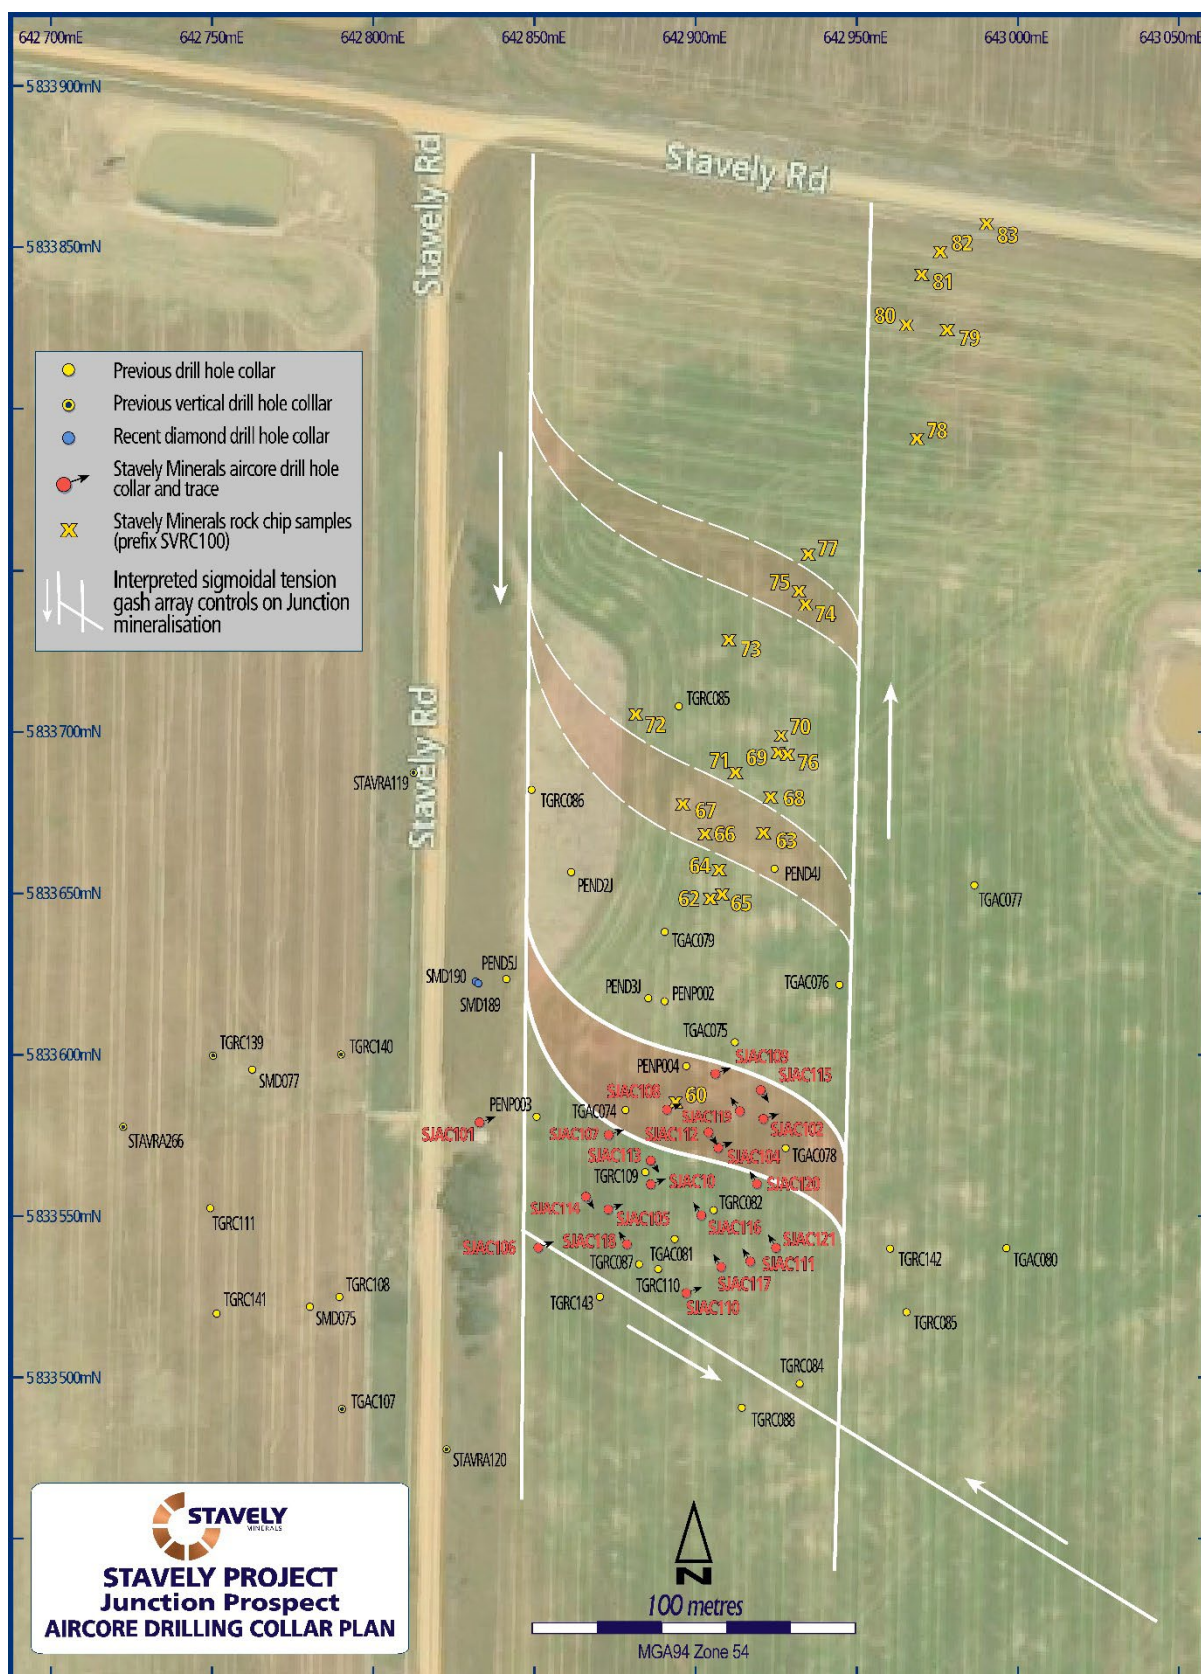 642 700mE 642 750mE 642 800mE 642 850mE 642 900mE 642 950mE 643 000mE 643 050mE
5 833 900mN
Stavely Rd
Stavely Rd
5 833 850mN
82
83
81
80
79
78
Previous drill hole collar
Previous vertical drill hole colllar
Recent diamond drill hole collar
Stavely Minerals aircore drill hole
collar and trace
Stavely Minerals rock chip samples
(prefix SVRC100)
Interpreted sigmoidal tension
gash array controls on Junction
mineralisation
77
75
74
73
TGRC085
72
70
5 833 700mN
Stavely Rd
71
69
76
STAVRA119
TGRC086
68
67
66
63
64
PEND2J
PEND4J
62
65
TGAC077
5 833 650mN
TGAC079
SMD190
PEND5J
SMD189
PEND3J
PENP002
TGAC076
TGAC075
TGRC139
TGRC140
5 833 600mN
SMD077
PENP004
SJAC109
SJAC115
SJAC108
60
PENP003
TGAC074
SJAC119
SJAC102
STAVRA266
SJAC101
SJAC107
SJAC112
SJAC104
SJAC113
TGAC078
TGRC109
SJAC10
SJAC120
SJAC114
SJAC105
TGRC082
SJAC116
TGRC111
5 833 550mN
SJAC106
SJAC118
TGAC081
SJAC121
TGRC087
SJAC111
TGRC142
TGAC080
TGRC110
SJAC117
TGRC108
TGRC141
SMD075
TGRC143
SJAC110
TGRC085
5 833 500mN
TGRC084
TGRC088
TGAC107
STAVRA120
STAVELY
MINERALS
STAVELY PROJECT
Junction Prospect
AIRCORE DRILLING COLLAR PLAN
N
100 metres
MGA94 Zone 54